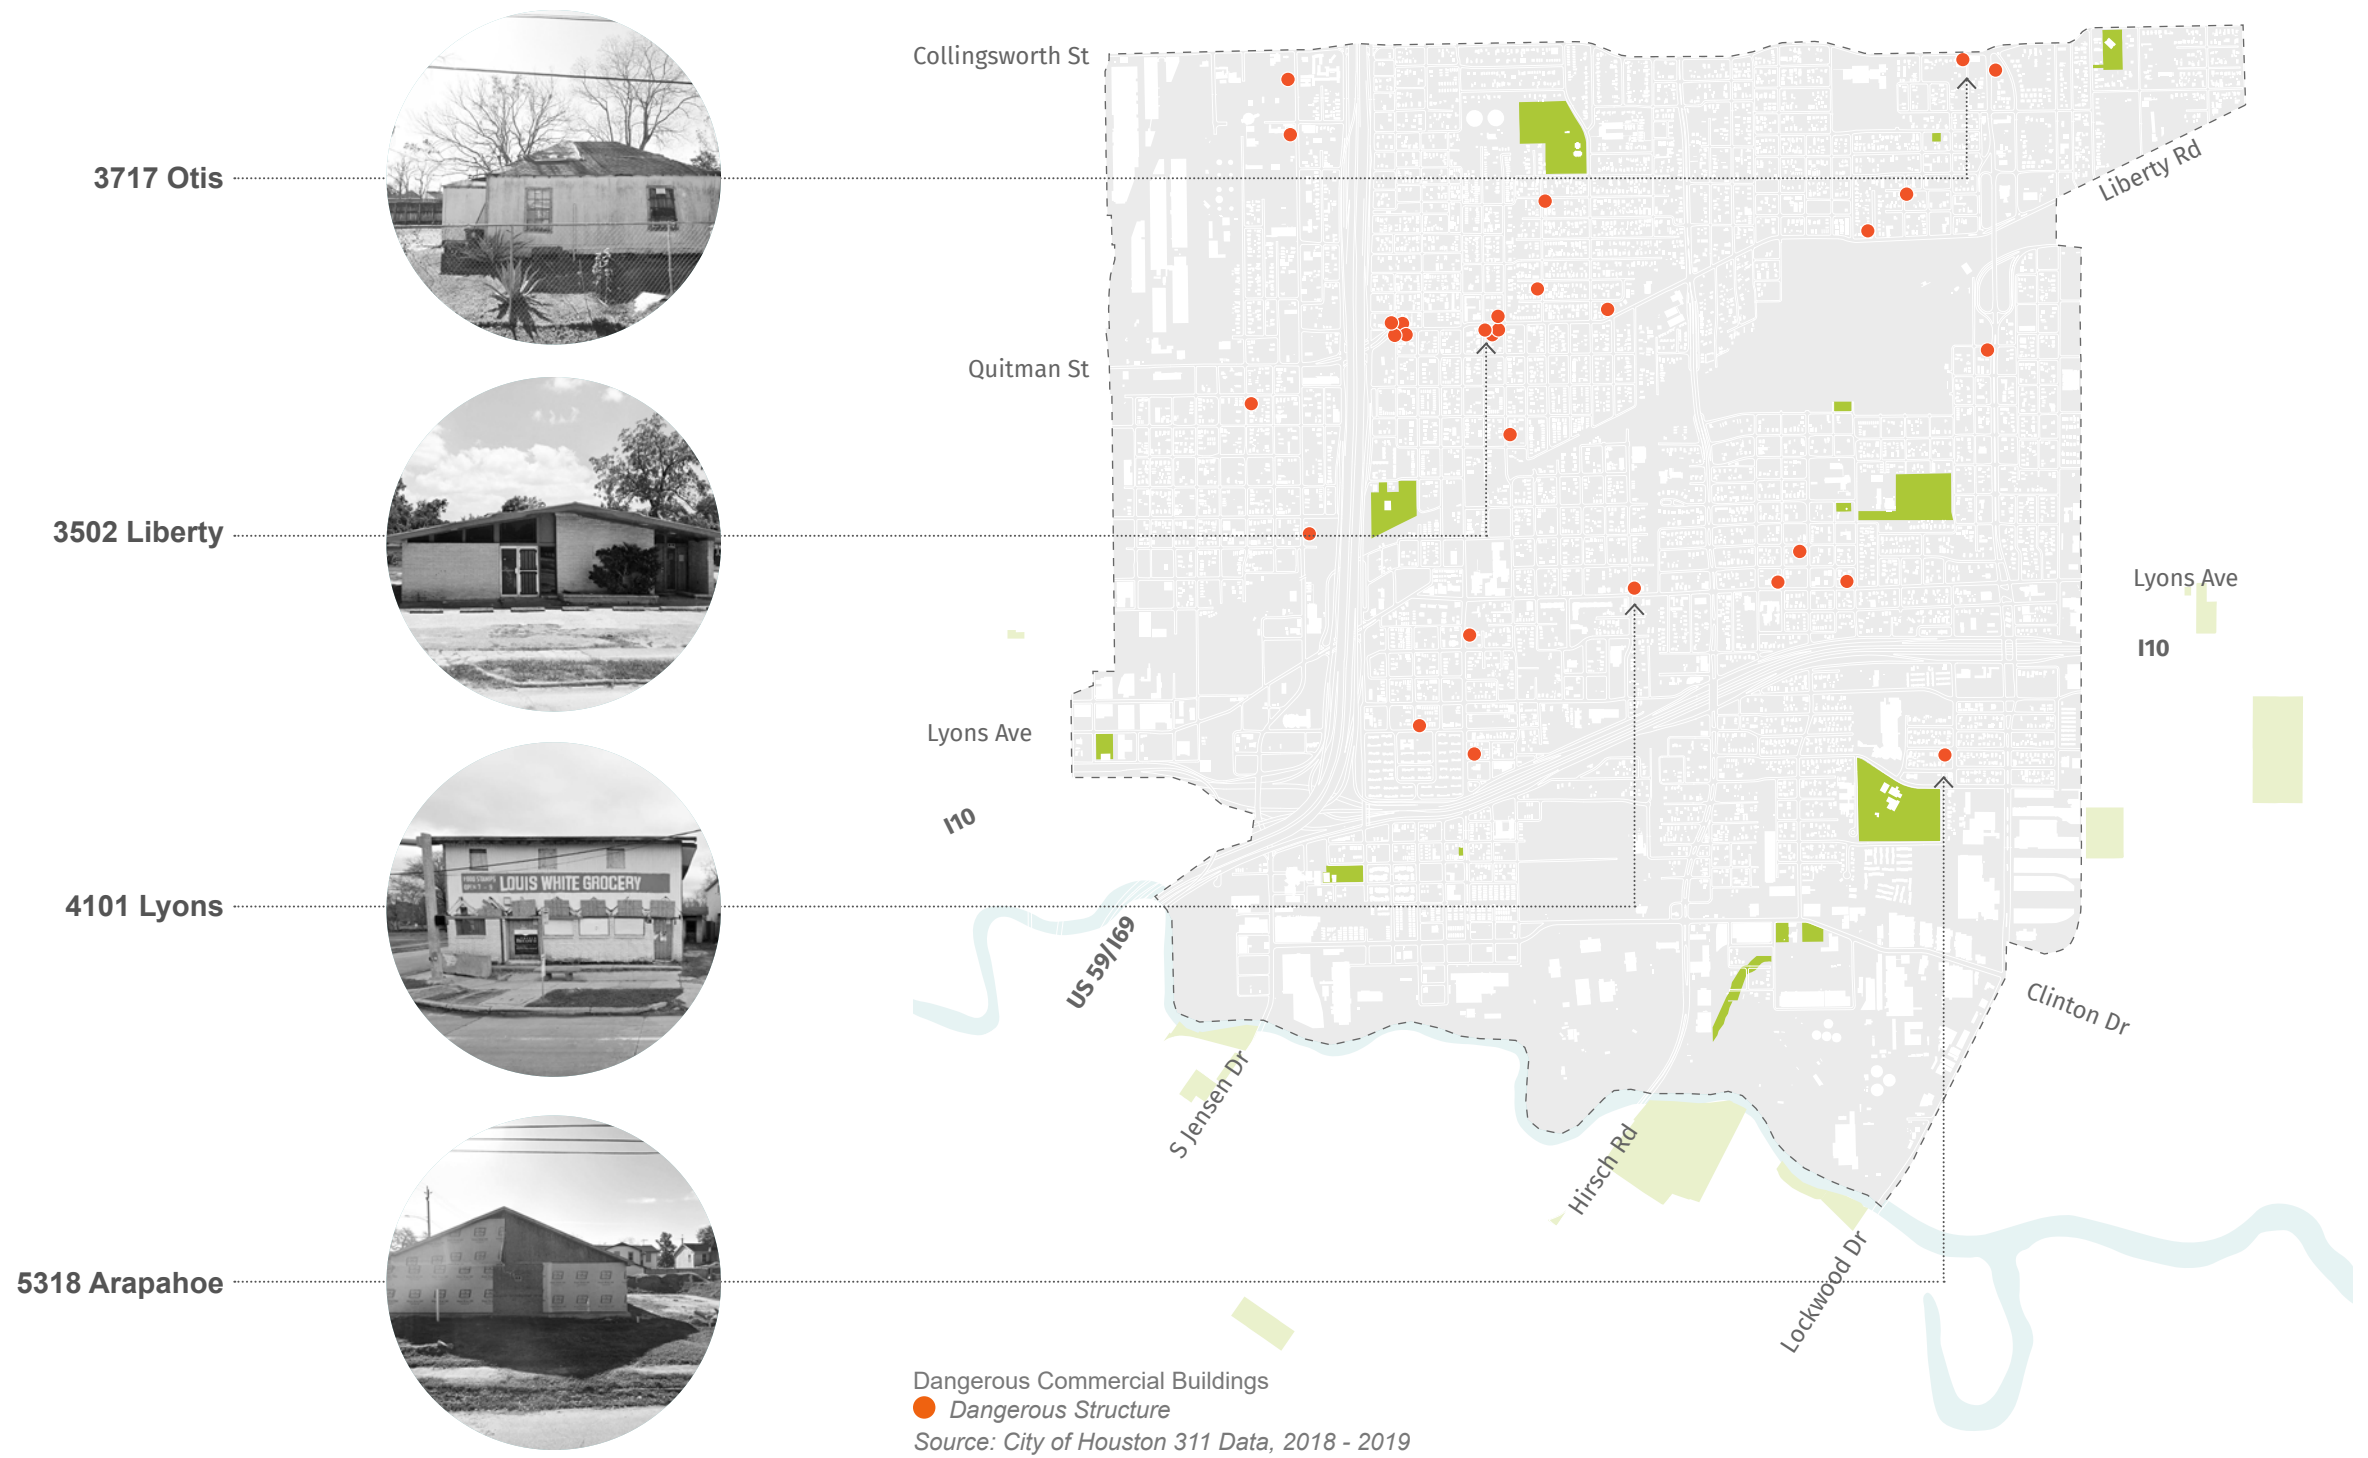 Collingsworth St
Liberty Rd
3717 Otis
Quitman St
3502 Liberty
Lyons Ave
I10
Lyons Ave
I10
LOUIS WHITE GROCERY
4101 Lyons
US 59/I69
Clinton Dr
S Jensen Dr
Hirsch Rd
Lockwood Dr
5318 Arapahoe
Dangerous Commercial Buildings
Dangerous Structure
Source: City of Houston 311 Data, 2018 - 2019